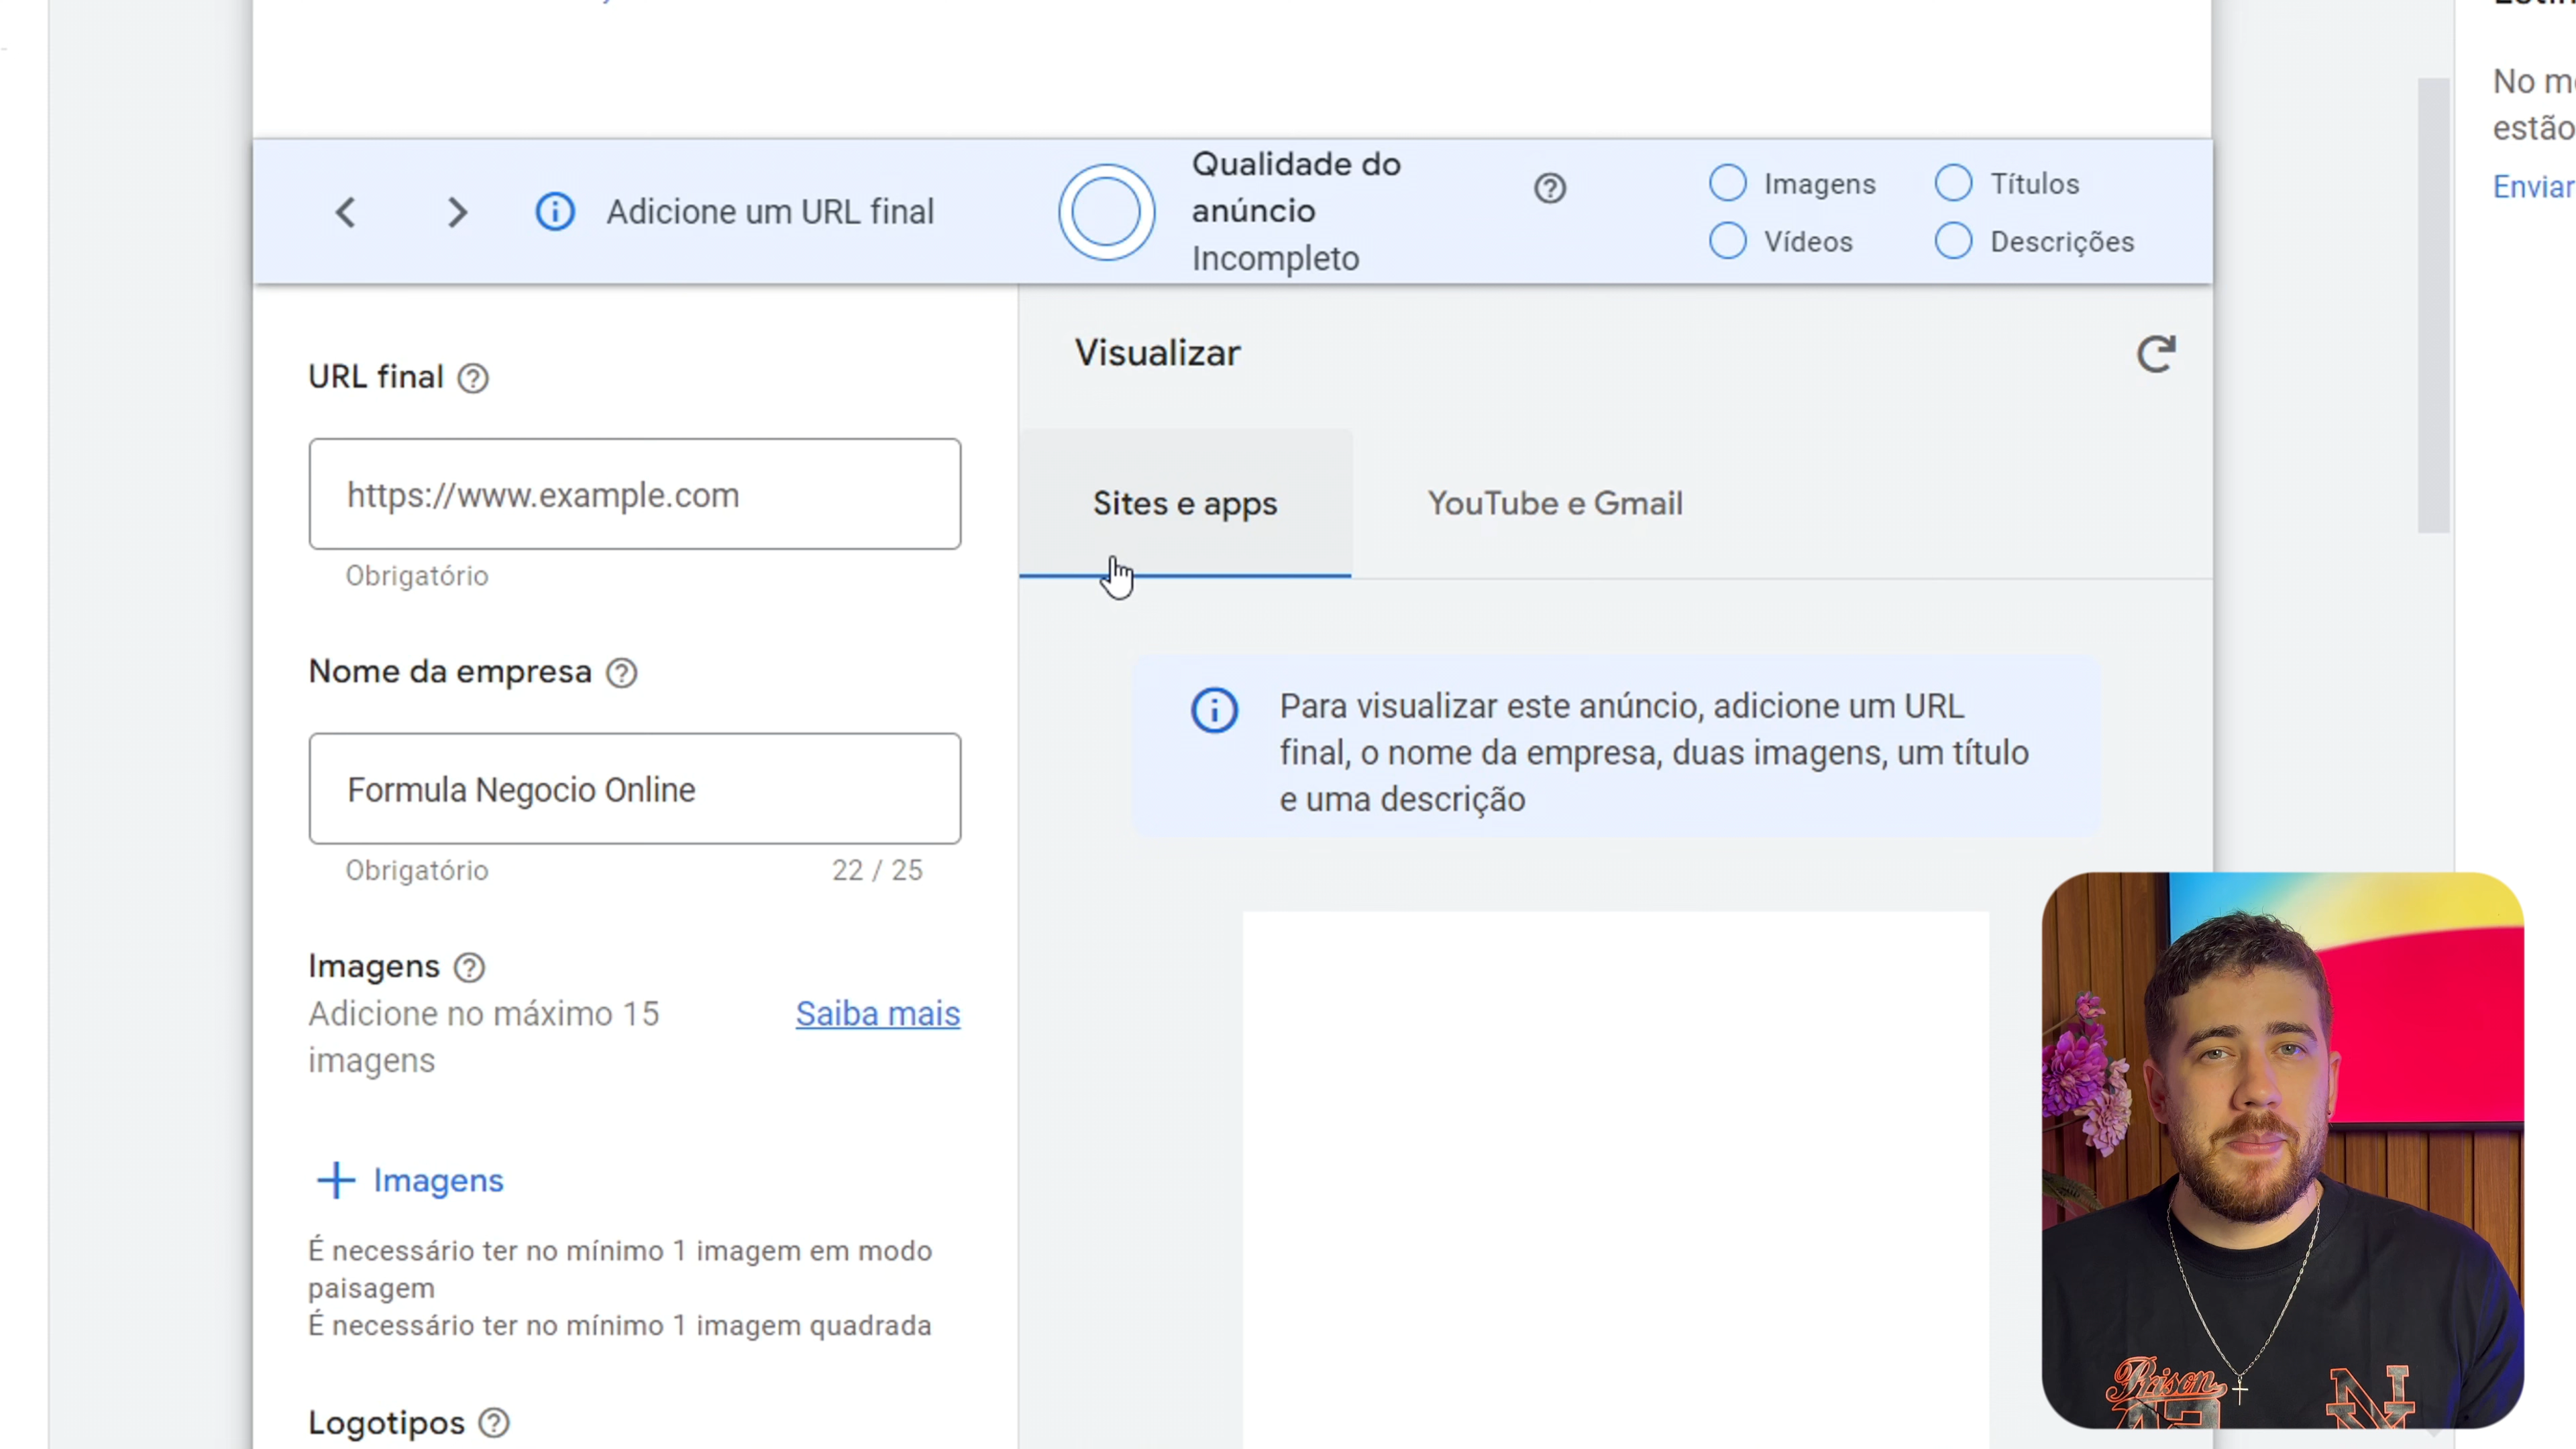 No m
estão
Enviar
Adicione um URL final
Qualidade do
anúncio
Incompleto
Imagens
Títulos
Vídeos
Descrições
URL final
https://www.example.com
Obrigatório
Nome da empresa
Formula Negocio Online
Obrigatório
22 / 25
Imagens
Adicione no máximo 15
imagens
Saiba mais
Imagens
É necessário ter no mínimo 1 imagem em modo
paisagem
É necessário ter no mínimo 1 imagem quadrada
Logotipos
Visualizar
Sites e apps
YouTube e Gmail
Para visualizar este anúncio, adicione um URL
final, o nome da empresa, duas imagens, um título
e uma descrição
Prison
N